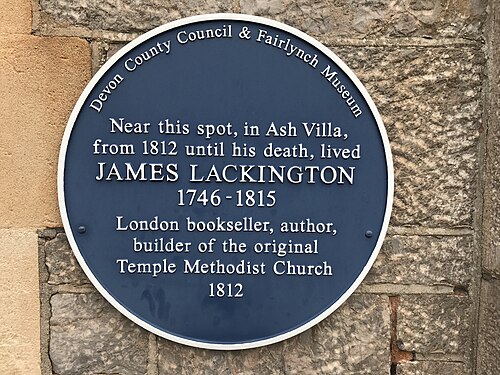 Devon County Council & Fairlynch Museum
Near this spot, in Ash Villa,
from 1812 until his death, lived
JAMES LACKINGTON
1746 - 1815
London bookseller, author,
builder of the original
Temple Methodist Church
1812